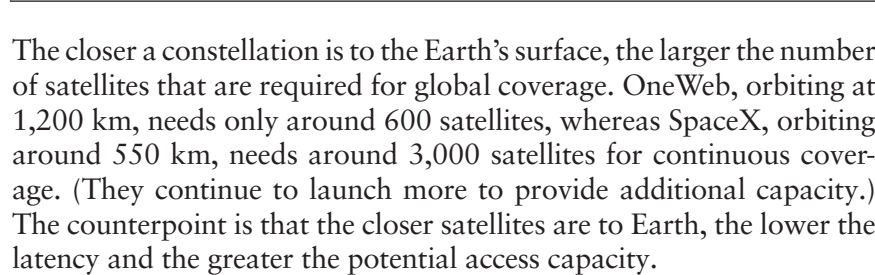 The closer a constellation is to the Earth’s surface, the larger the number
of satellites that are required for global coverage. OneWeb, orbiting at
1,200 km, needs only around 600 satellites, whereas SpaceX, orbiting
around 550 km, needs around 3,000 satellites for continuous cover-
age. (They continue to launch more to provide additional capacity.)
The counterpoint is that the closer satellites are to Earth, the lower the
latency and the greater the potential access capacity.